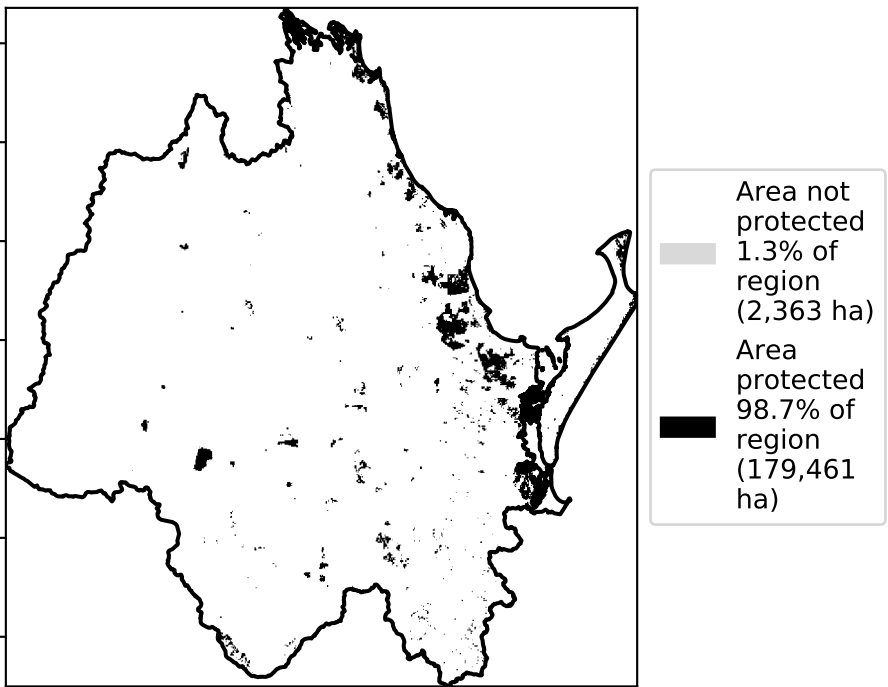 Area not
protected
1.3% of
region
(2,363 ha)
Area
protected
98.7% of
region
(179,461
ha)